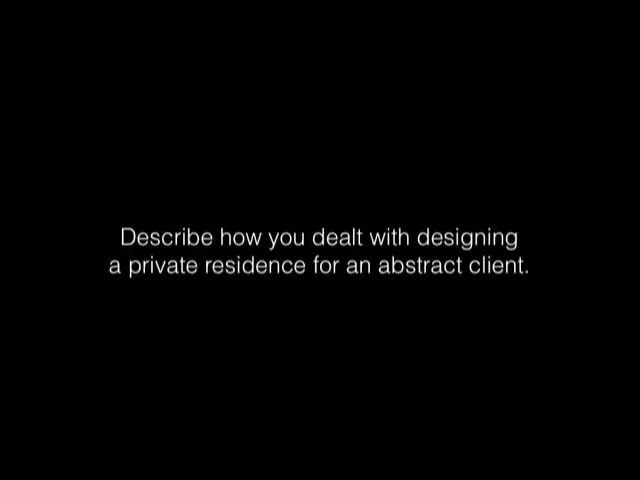 Describe how you dealt with designing
a private residence for an abstract client.